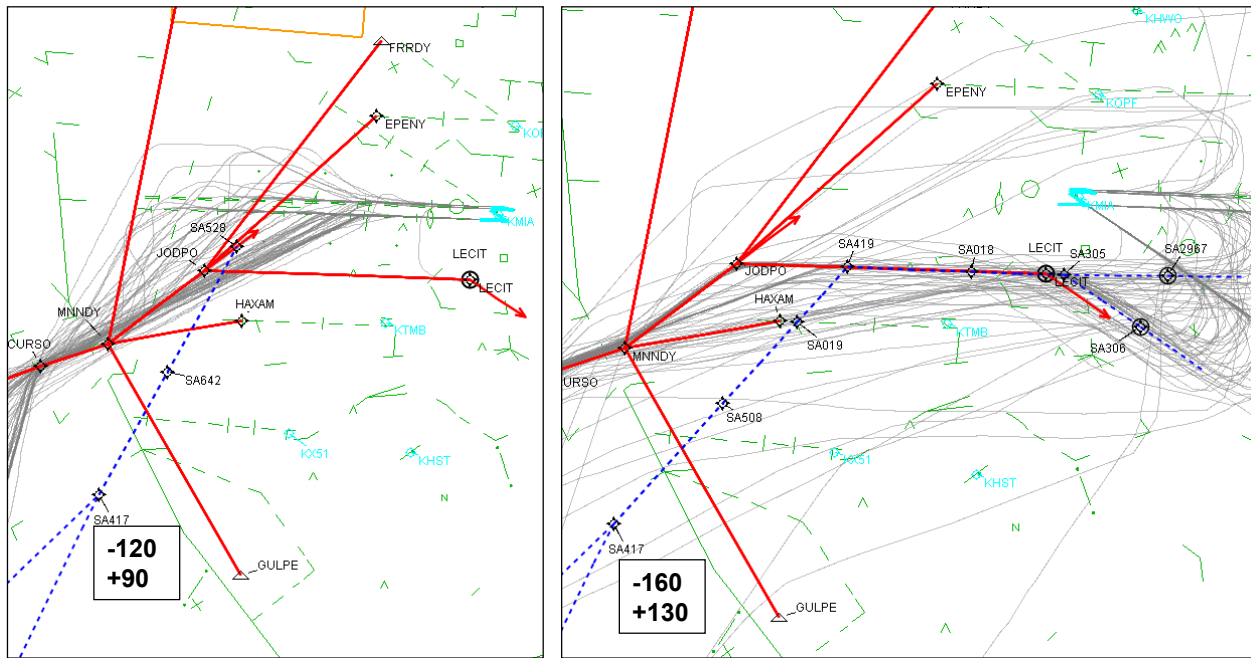 FRRDY
EPENY
SA528
JODPO
LECIT
LECIT
HAXAM
MNNDY
KTMB
CURSO
SA642
KX51
KHST
N
SA417
-120
+90
GULPE
KMIA
KHWO
KOPF
EPENY
KMIA
SA419
LECIT
SA018
SA305
SA2967
JODPO
LECIT
HAXAM
KTMB
SA019
SA306
MNNDY
URSO
SA508
KX51
KHST
N
SA417
-160
+130
GULPE